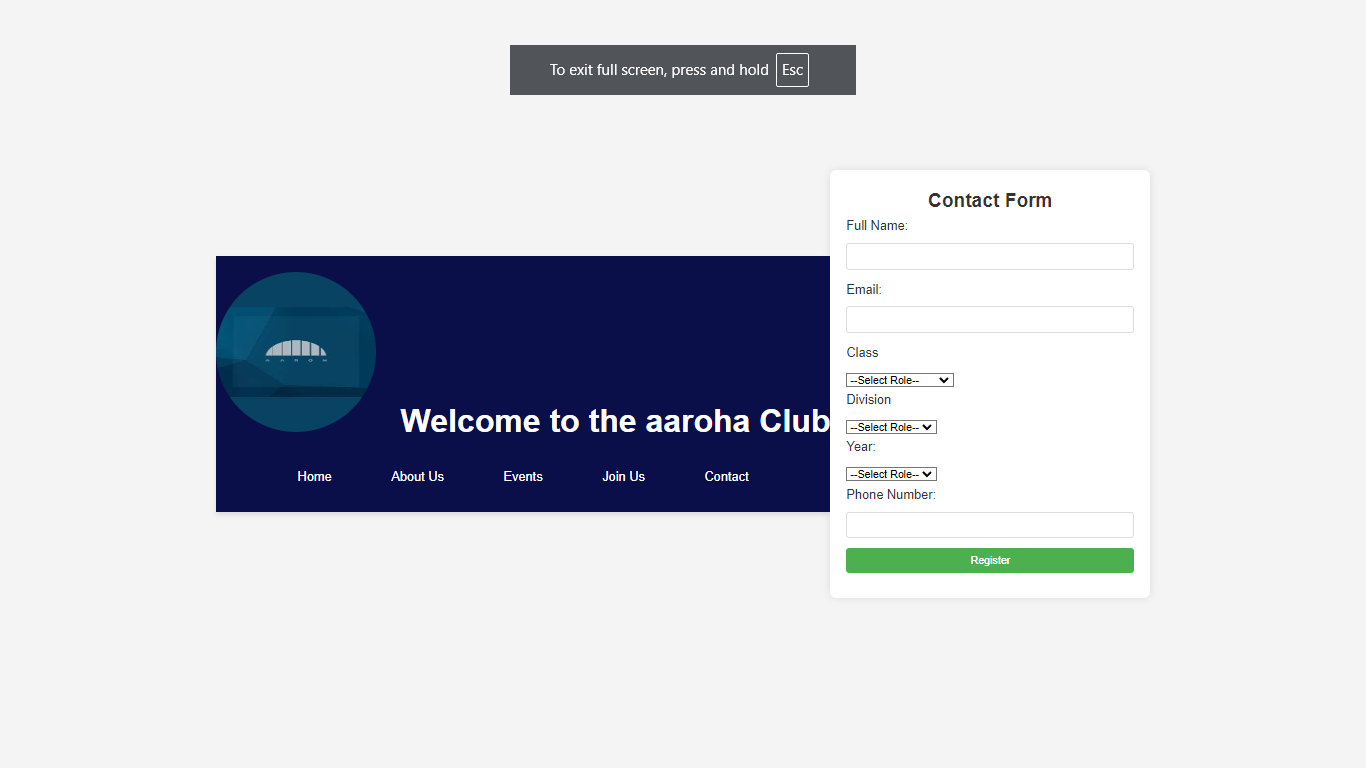 To exit full screen, press and hold Esc
Contact Form
Full Name:
Email:
Class
--Select Role--
Division
--Select Role--
Year:
--Select Role--
Phone Number:
Register
Welcome to the aaroha Club
Home About Us Events Join Us Contact